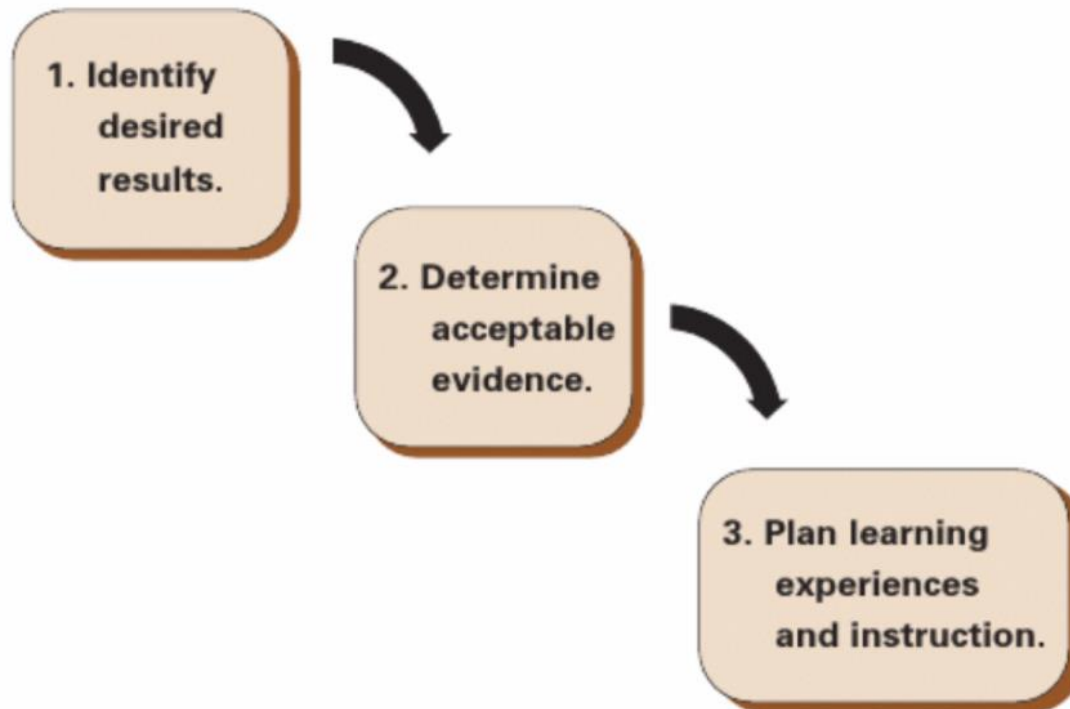 1. Identify
desired
results.
2. Determine
acceptable
evidence.
3. Plan learning
experiences
and instruction.